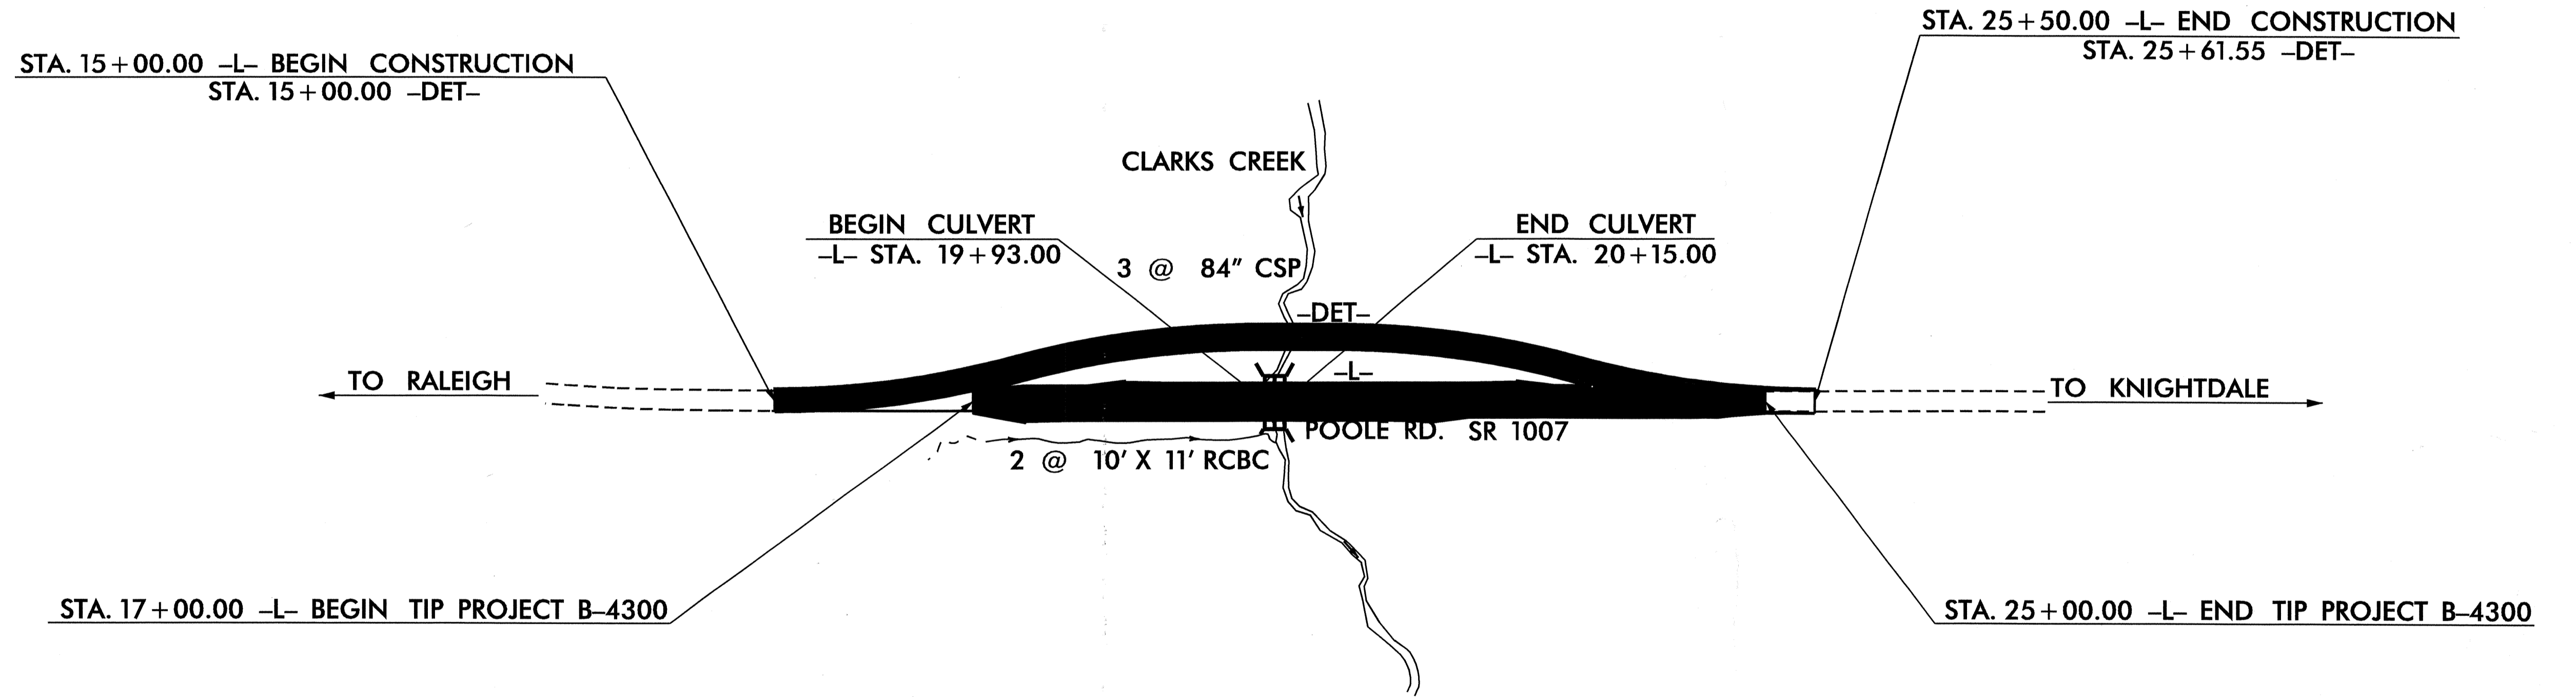 STA. 15+00.00 –L– BEGIN CONSTRUCTION
STA. 15+00.00 –DET–
STA. 25+50.00 –L– END CONSTRUCTION
STA. 25+61.55 –DET–
CLARKS CREEK
BEGIN CULVERT
–L– STA. 19+93.00
END CULVERT
–L– STA. 20+15.00
3 @ 84" CSP
–DET–
–L–
TO RALEIGH
TO KNIGHTDALE
POOLE RD. SR 1007
2 @ 10' X 11' RCBC
STA. 17+00.00 –L– BEGIN TIP PROJECT B–4300
STA. 25+00.00 –L– END TIP PROJECT B–4300